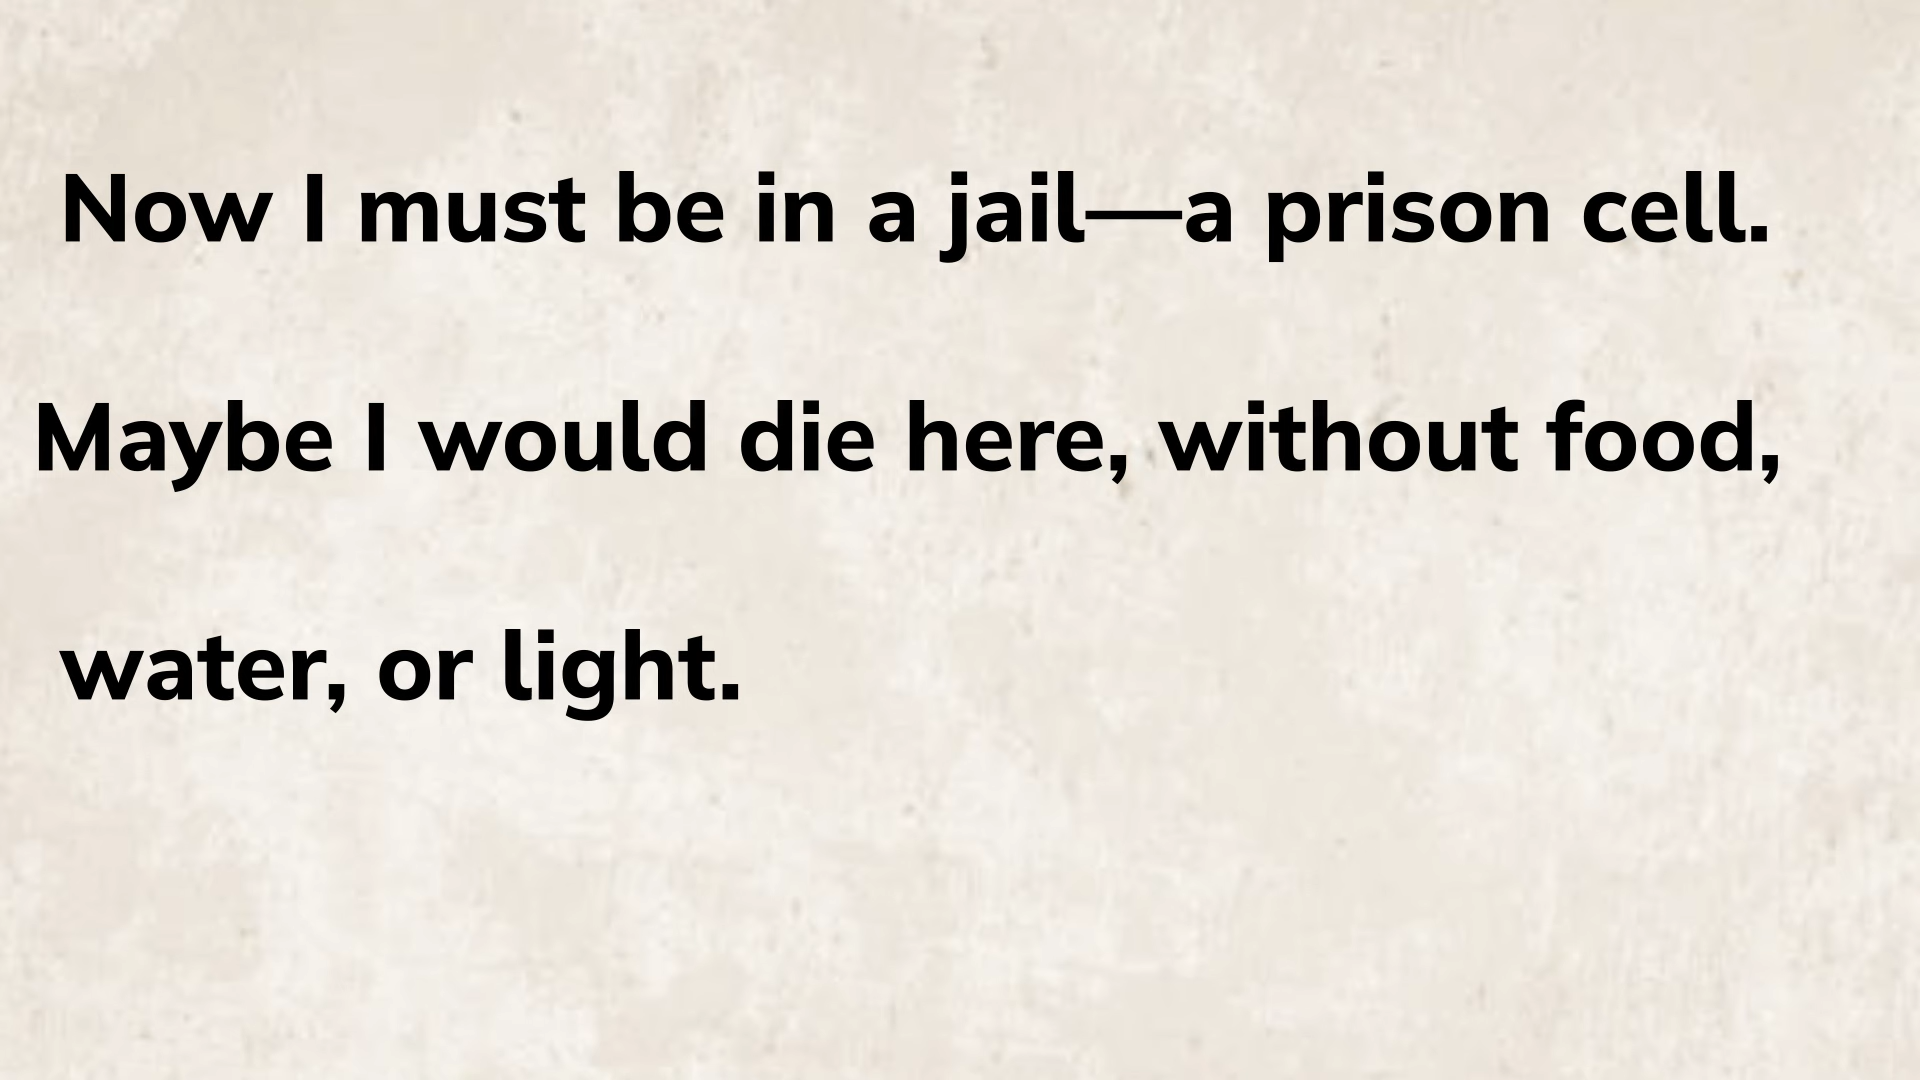 Now I must be in a jail—a prison cell.
Maybe I would die here, without food,
water, or light.